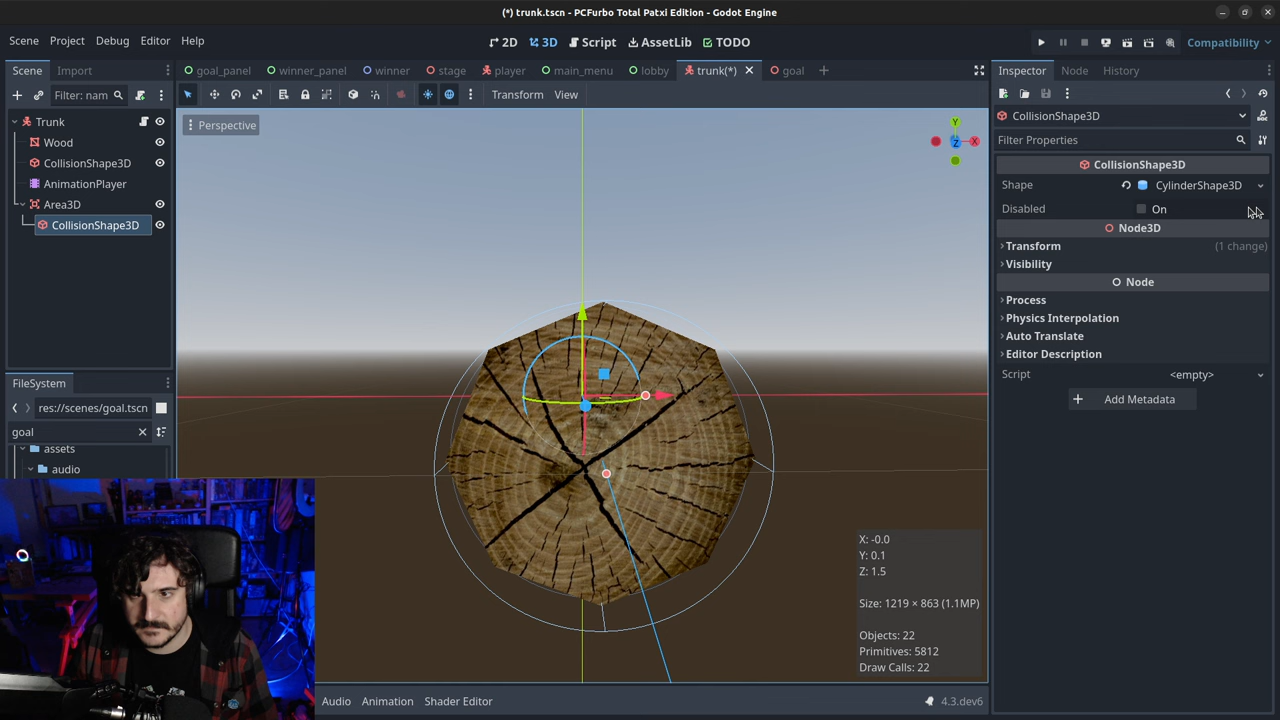 (*) trunk.tscn - PCFurbo Total Patxi Edition - Godot Engine
Scene Project Debug Editor Help
2D 3D Script AssetLib TODO
Compatibility
Scene Import
goal_panel winner_panel winner stage player main_menu lobby trunk(*) goal
Inspector Node History
Filter: nam
Transform View
Perspective
Y
Z
X
CollisionShape3D
Filter Properties
Trunk
Wood
CollisionShape3D
AnimationPlayer
Area3D
CollisionShape3D
CollisionShape3D
Shape CylinderShape3D
Disabled On
Node3D
Transform (1 change)
Visibility
Node
Process
Physics Interpolation
Auto Translate
Editor Description
Script <empty>
Add Metadata
FileSystem
res://scenes/goal.tscn
goal
assets
audio
X: -0.0
Y: 0.1
Z: 1.5
Size: 1219 × 863 (1.1MP)
Objects: 22
Primitives: 5812
Draw Calls: 22
Audio Animation Shader Editor
4.3.dev6